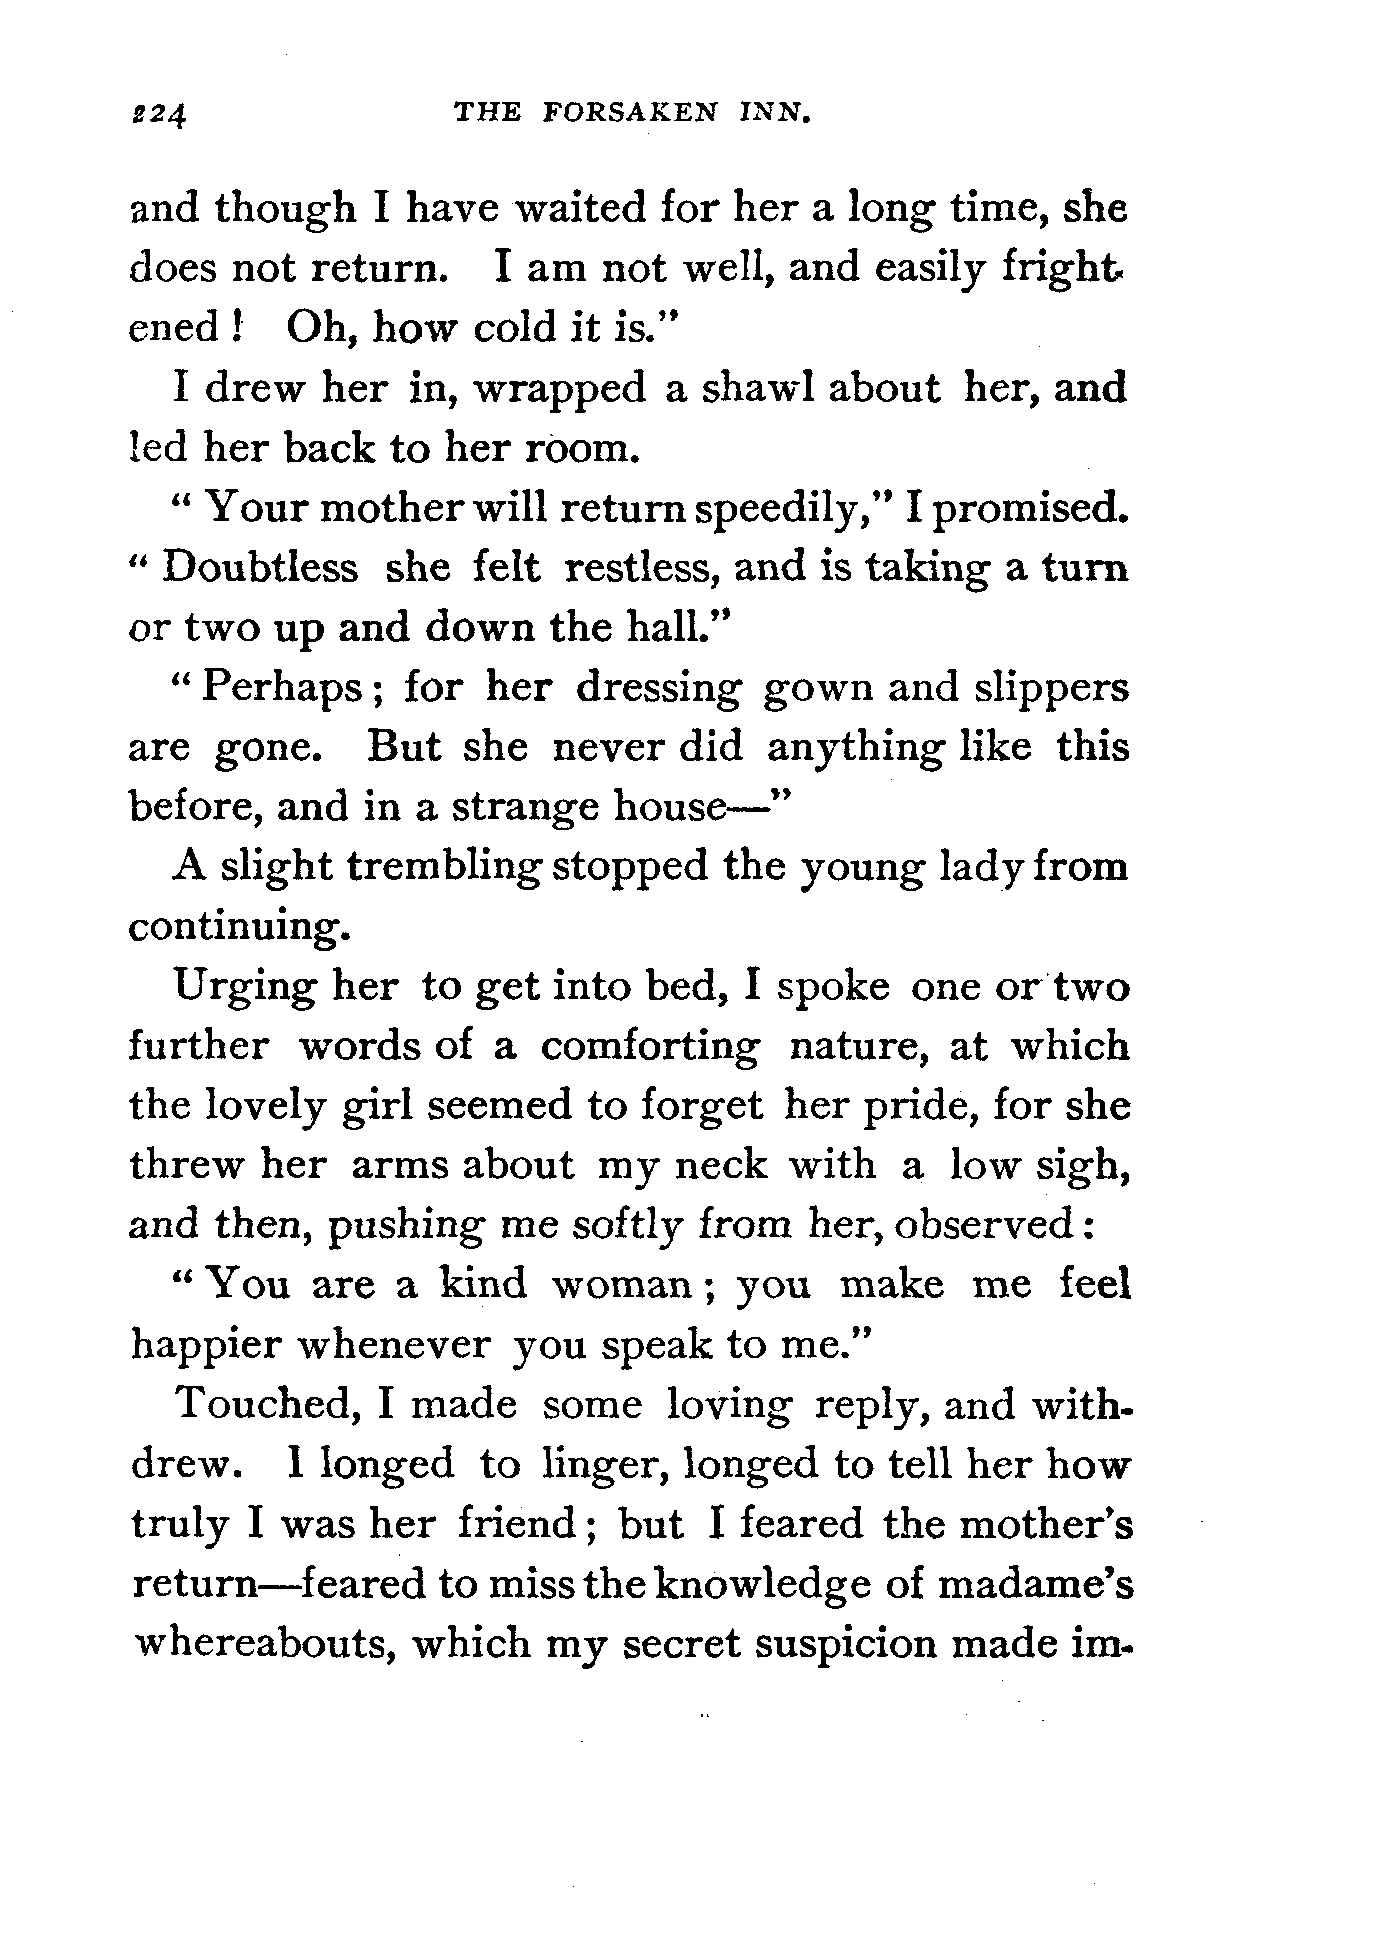 224 THE FORSAKEN INN.
and though I have waited for her a long time, she
does not return. I am not well, and easily fright-
ened ! Oh, how cold it is."
I drew her in, wrapped a shawl about her, and
led her back to her room.
" Your mother will return speedily," I promised.
" Doubtless she felt restless, and is taking a turn
or two up and down the hall."
" Perhaps ; for her dressing gown and slippers
are gone. But she never did anything like this
before, and in a strange house—"
A slight trembling stopped the young lady from
continuing.
Urging her to get into bed, I spoke one or two
further words of a comforting nature, at which
the lovely girl seemed to forget her pride, for she
threw her arms about my neck with a low sigh,
and then, pushing me softly from her, observed :
" You are a kind woman ; you make me feel
happier whenever you speak to me."
Touched, I made some loving reply, and with-
drew. I longed to linger, longed to tell her how
truly I was her friend ; but I feared the mother's
return—feared to miss the knowledge of madame's
whereabouts, which my secret suspicion made im-